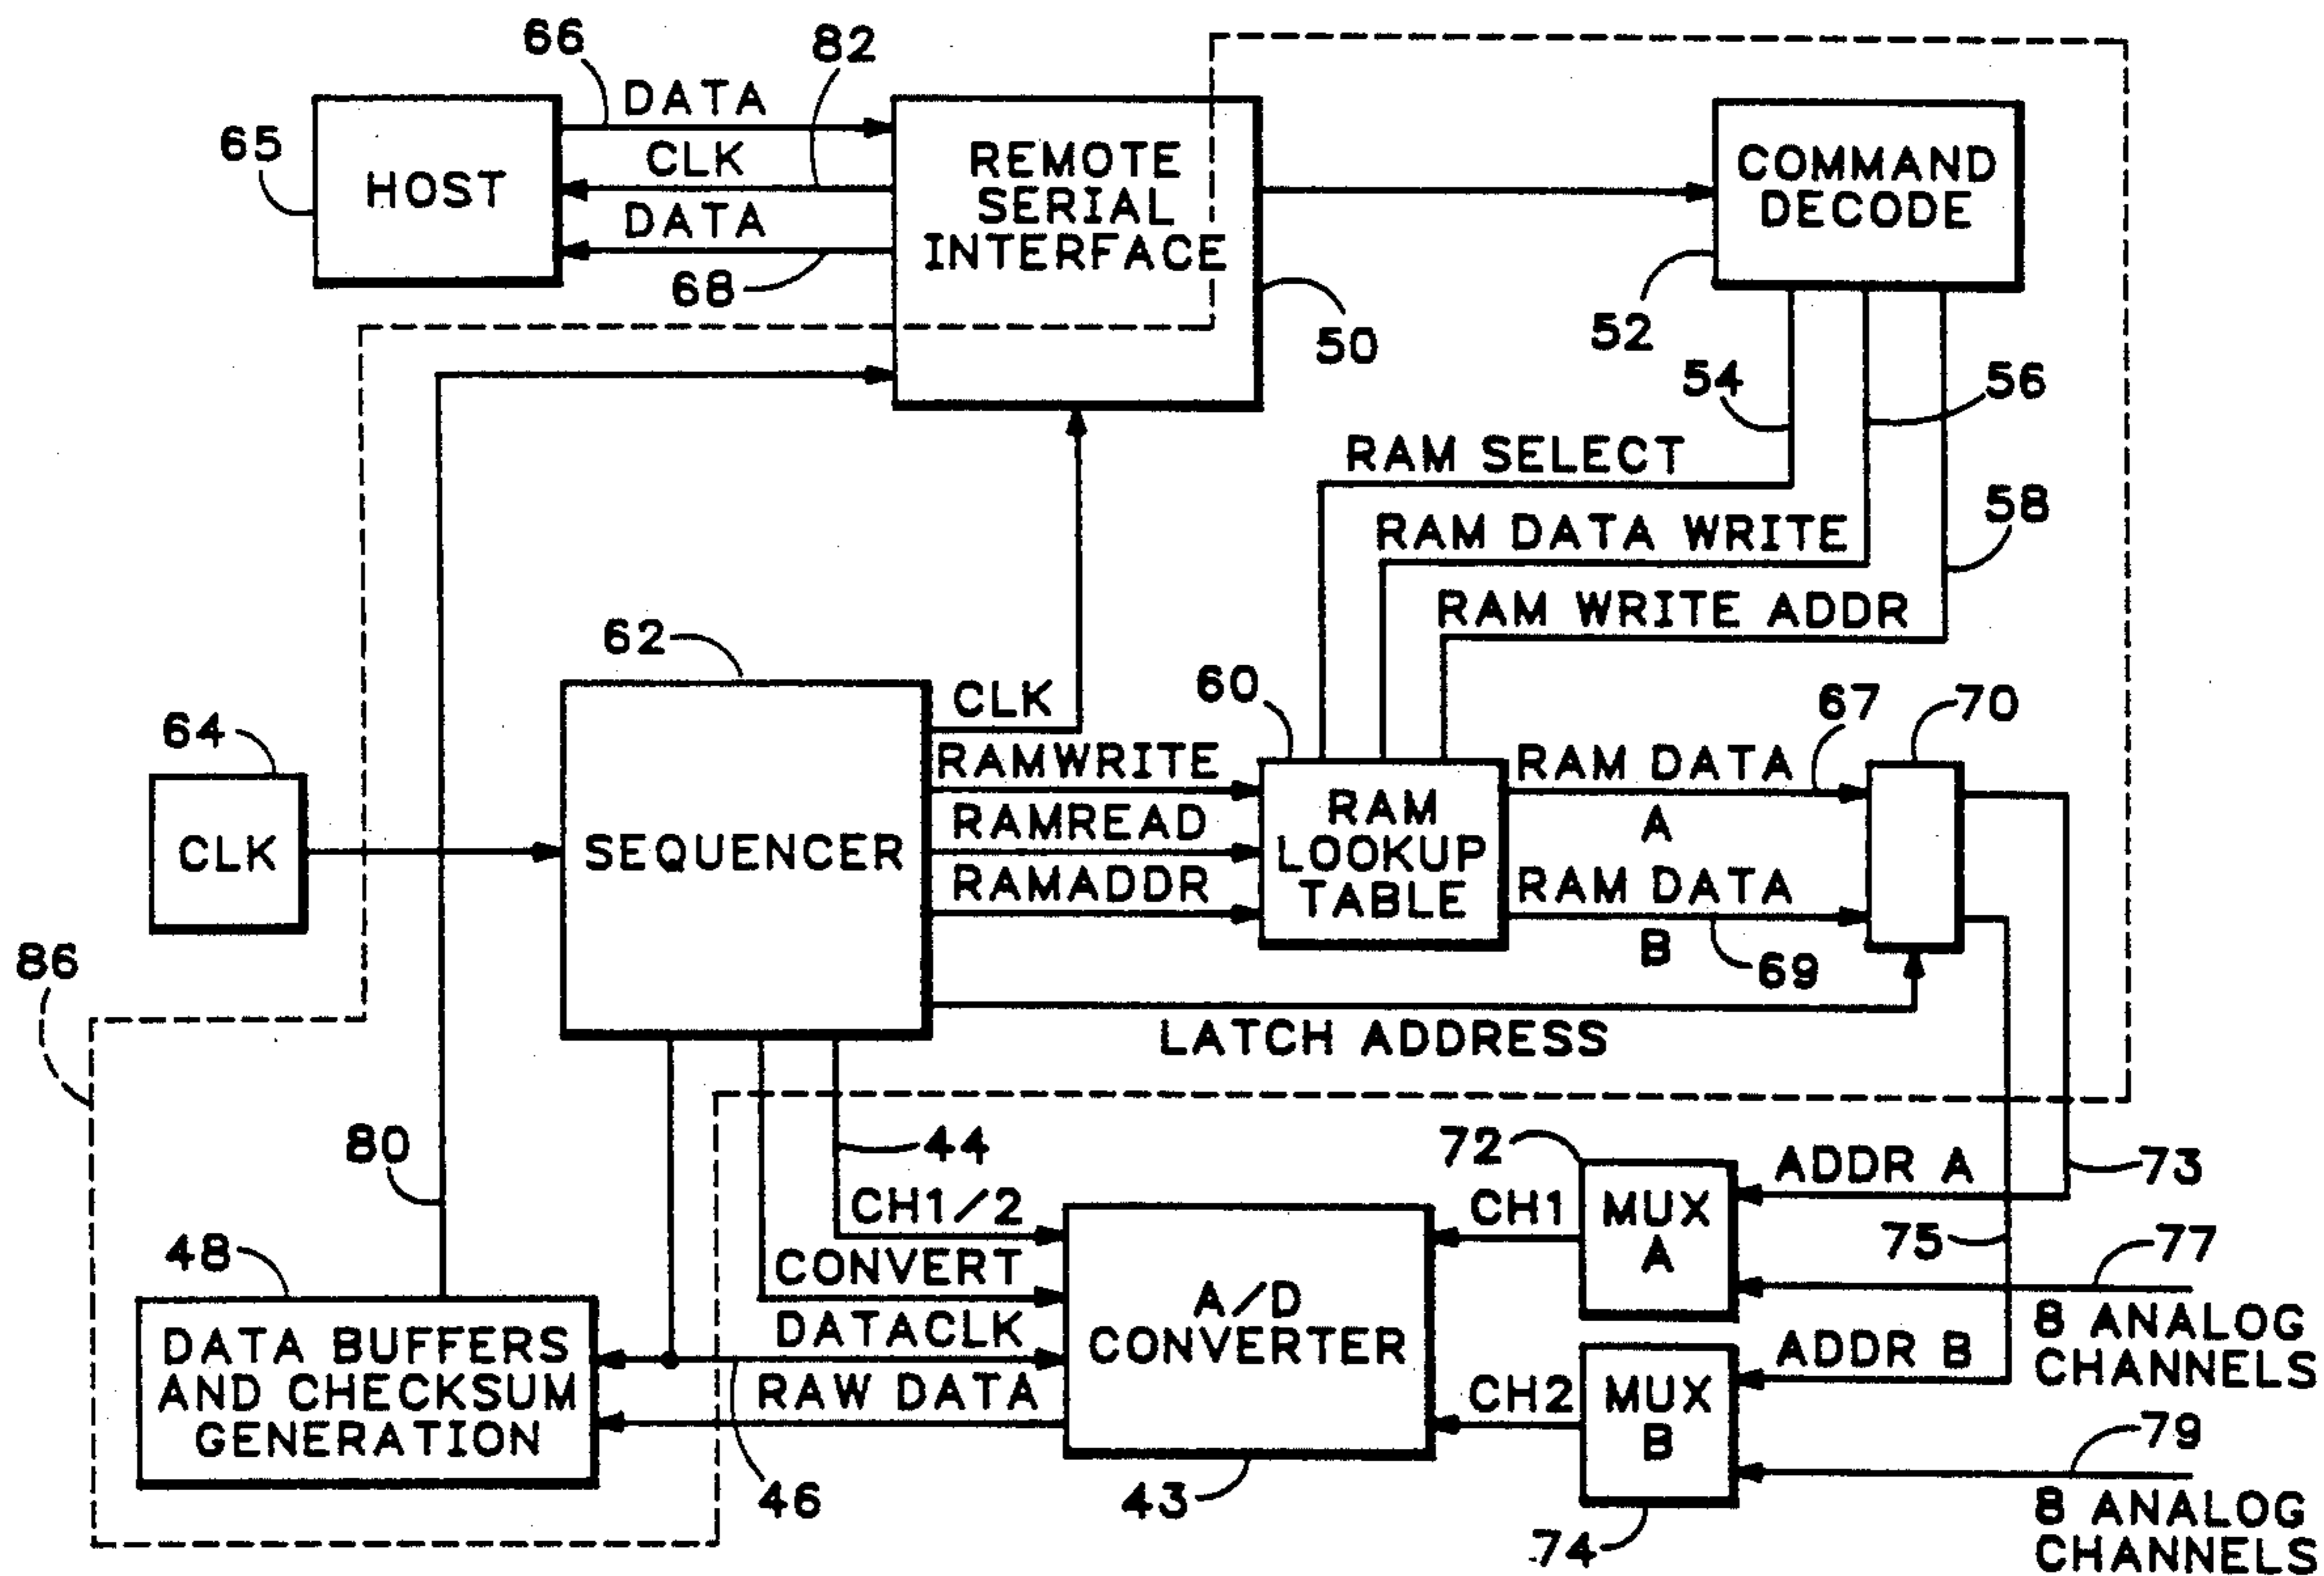 66
82
DATA
65
HOST
CLK
DATA
68
REMOTE
SERIAL
INTERFACE
50
COMMAND
DECODE
52
54
56
RAM SELECT
58
RAM DATA WRITE
RAM WRITE ADDR
62
64
CLK
SEQUENCER
CLK
RAMWRITE
RAMREAD
RAMADDR
60
RAM
LOOKUP
TABLE
RAM DATA
A
67
70
RAM DATA
B
69
86
LATCH ADDRESS
80
44
72
ADDR A
73
CH1/2
CH1
MUX
A
75
77
48
CONVERT
A/D
CONVERTER
8 ANALOG
CHANNELS
DATA BUFFERS
AND CHECKSUM
GENERATION
DATACLK
RAW DATA
ADDR B
CH2
MUX
B
79
46
43
74
8 ANALOG
CHANNELS